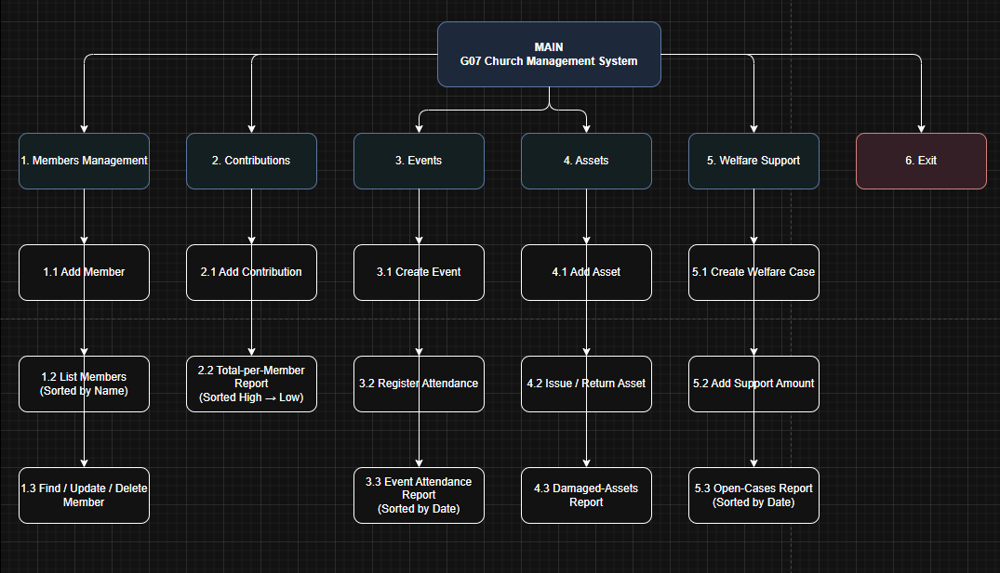 MAIN
G07 Church Management System
1. Members Management
2. Contributions
3. Events
4. Assets
5. Welfare Support
6. Exit
1.1 Add Member
2.1 Add Contribution
3.1 Create Event
4.1 Add Asset
5.1 Create Welfare Case
1.2 List Members
(Sorted by Name)
2.2 Total-per-Member
Report
(Sorted High → Low)
3.2 Register Attendance
4.2 Issue / Return Asset
5.2 Add Support Amount
1.3 Find / Update / Delete
Member
3.3 Event Attendance
Report
(Sorted by Date)
4.3 Damaged-Assets
Report
5.3 Open-Cases Report
(Sorted by Date)